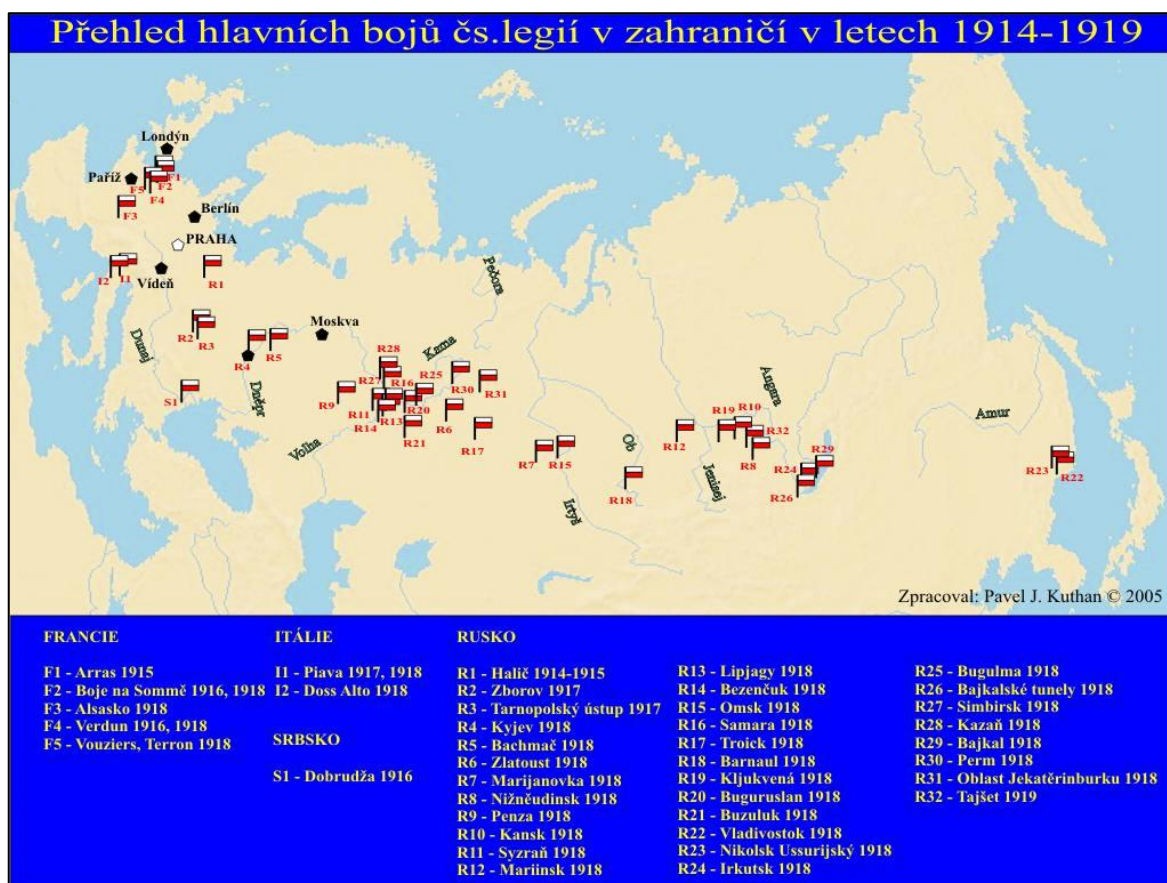 Přehled hlavních bojů čs.legií v zahraničí v letech 1914-1919
Londýn
Paříž
F5
F1
F2
F4
F3
Berlín
PRAHA
I2
I1
Vídeň
R1
Pečora
Dunaj
R2
R3
Moskva
R4
R5
Dněpr
S1
R28
Kama
R27
R16
R25
R30
R31
R9
R11
R20
R14
R13
R21
R6
R17
Volha
R7
R15
Ob
R18
Irtyš
R12
R19
R10
Angara
R32
R8
Jenisej
R24
R29
R26
Amur
R23
R22
Zpracoval: Pavel J. Kuthan © 2005
FRANCIE
F1 - Arras 1915
F2 - Boje na Sommě 1916, 1918
F3 - Alsasko 1918
F4 - Verdun 1916, 1918
F5 - Vouziers, Terron 1918
ITÁLIE
I1 - Piava 1917, 1918
I2 - Doss Alto 1918
SRBSKO
S1 - Dobrudža 1916
RUSKO
R1 - Halič 1914-1915
R2 - Zborov 1917
R3 - Tarnopolský ústup 1917
R4 - Kyjev 1918
R5 - Bachmač 1918
R6 - Zlatoust 1918
R7 - Marijanovka 1918
R8 - Nižněudinsk 1918
R9 - Penza 1918
R10 - Kansk 1918
R11 - Syzraň 1918
R12 - Mariinsk 1918
R13 - Lipjagy 1918
R14 - Bezenčuk 1918
R15 - Omsk 1918
R16 - Samara 1918
R17 - Troick 1918
R18 - Barnaul 1918
R19 - Kljukvená 1918
R20 - Buguruslan 1918
R21 - Buzuluk 1918
R22 - Vladivostok 1918
R23 - Nikolsk Ussurijský 1918
R24 - Irkutsk 1918
R25 - Bugulma 1918
R26 - Bajkalské tunely 1918
R27 - Simbirsk 1918
R28 - Kazaň 1918
R29 - Bajkal 1918
R30 - Perm 1918
R31 - Oblast Jekatěrinburku 1918
R32 - Tajšet 1919